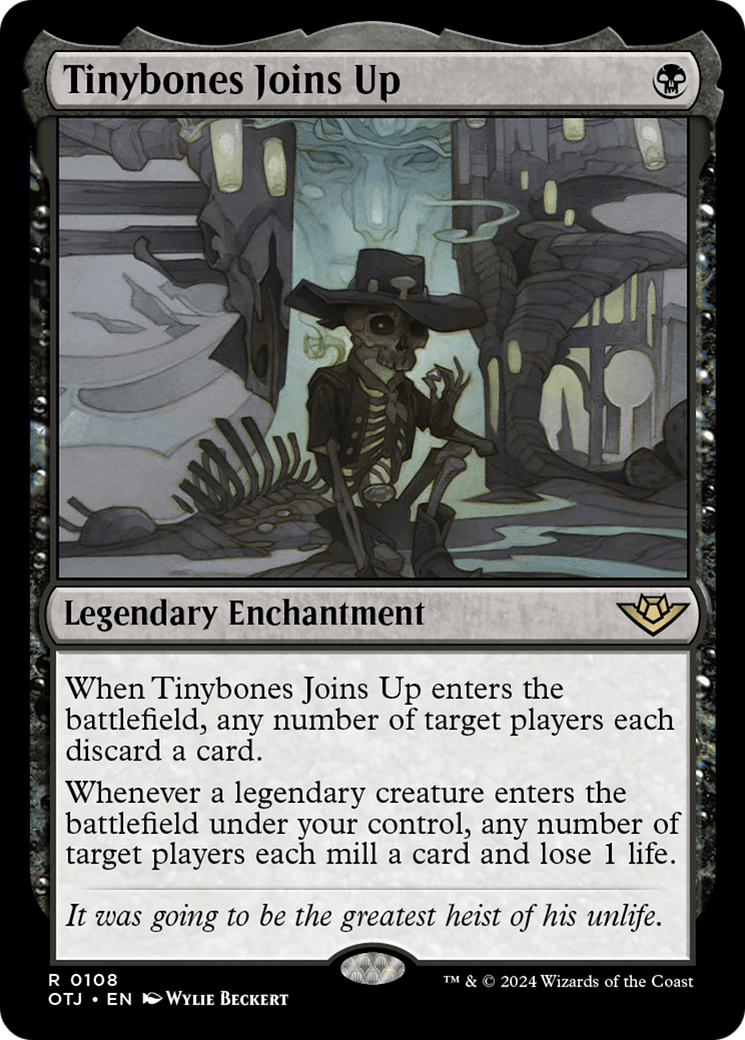 Tinybones Joins Up
Legendary Enchantment
When Tinybones Joins Up enters the
battlefield, any number of target players each
discard a card.
Whenever a legendary creature enters the
battlefield under your control, any number of
target players each mill a card and lose 1 life.
It was going to be the greatest heist of his unlife.
R 0108
™ & © 2024 Wizards of the Coast
OTJ • EN Wylie Beckert